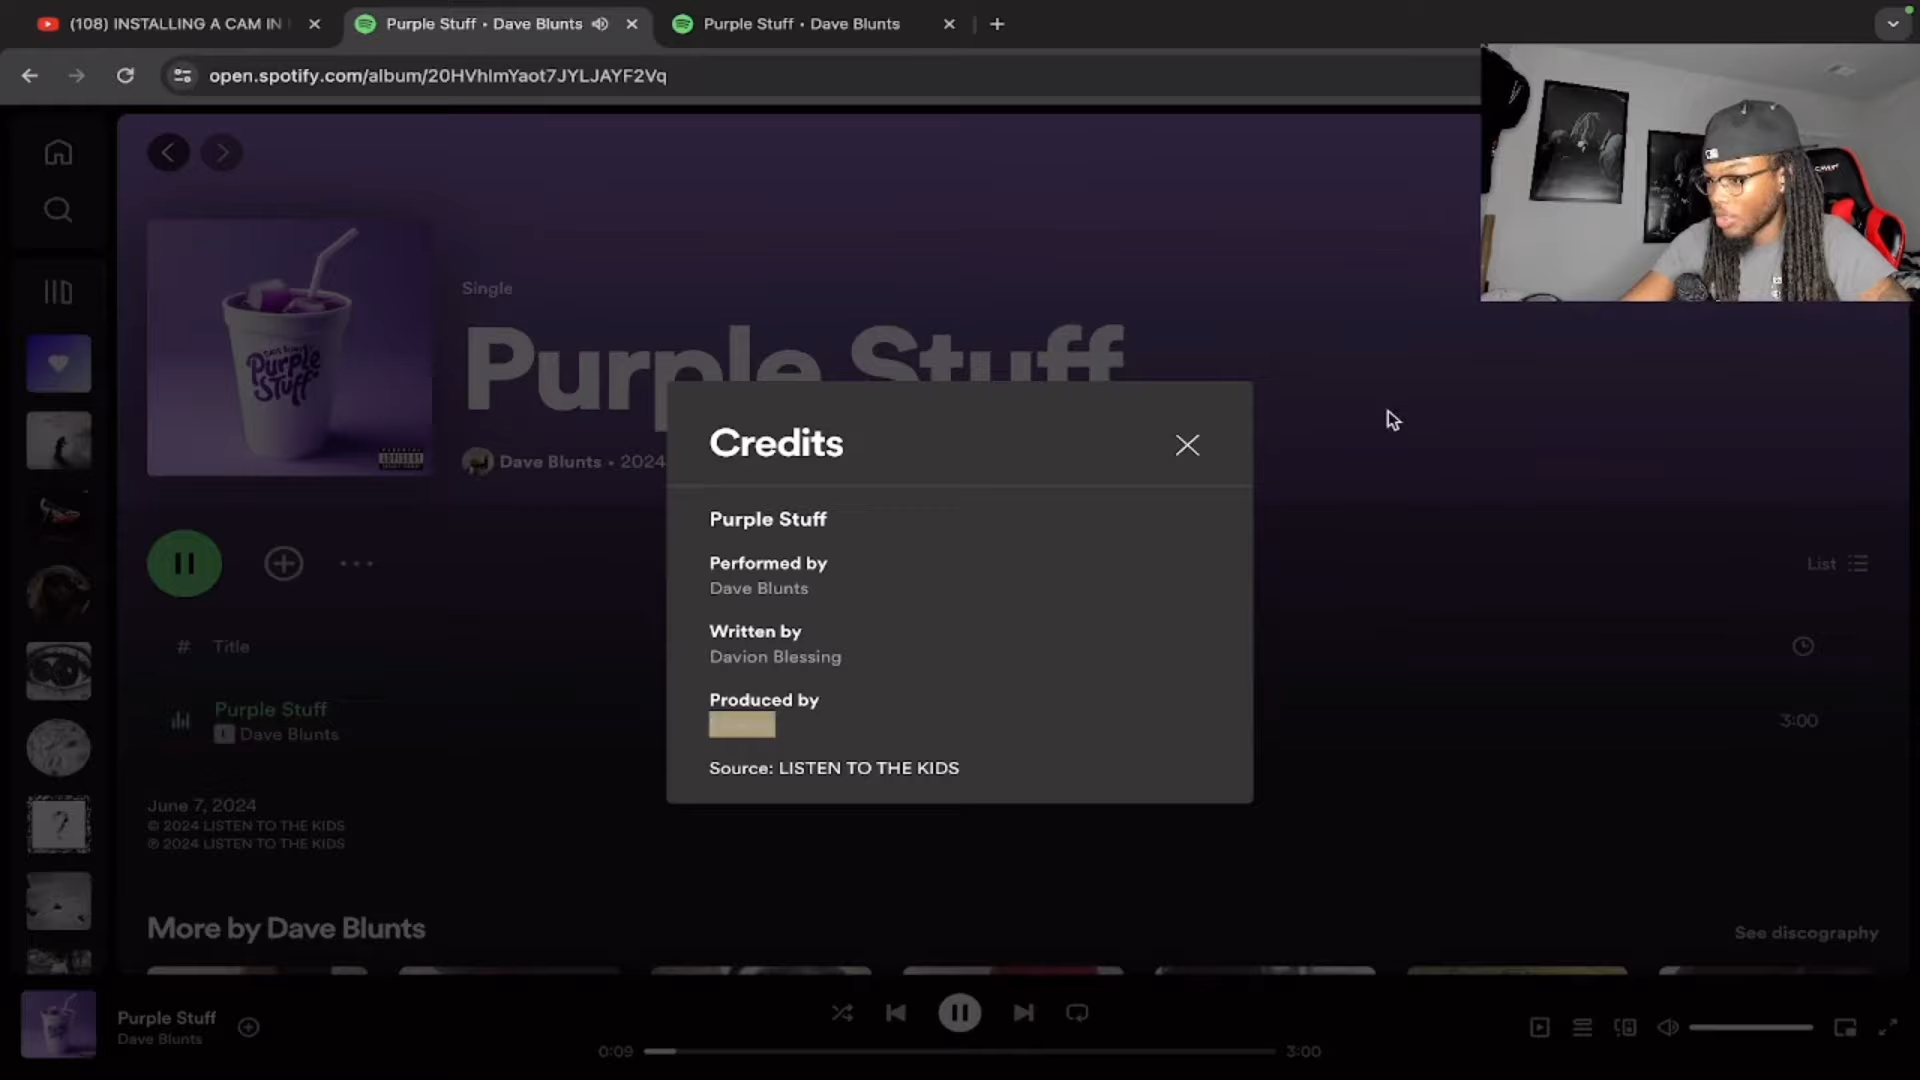 (108) INSTALLING A CAM IN
Purple Stuff • Dave Blunts
Purple Stuff • Dave Blunts
open.spotify.com/album/20HVhlmYaot7JYLJAYF2Vq
Single
Purple Stuff
Purple Stuff
Dave Blunts • 2024
Credits
Purple Stuff
Performed by
Dave Blunts
Written by
Davion Blessing
Produced by
Source: LISTEN TO THE KIDS
List
# Title
Purple Stuff
E Dave Blunts
3:00
June 7, 2024
© 2024 LISTEN TO THE KIDS
℗ 2024 LISTEN TO THE KIDS
More by Dave Blunts
See discography
Purple Stuff
Dave Blunts
0:09
3:00